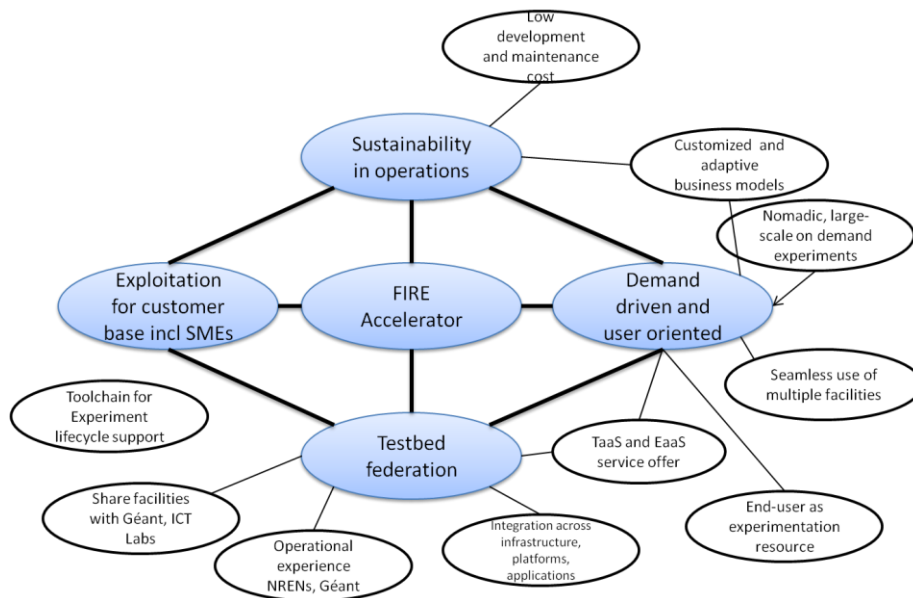 Low
development
and maintenance
cost
Sustainability
in operations
Customized and
adaptive
business models
Nomadic, large-
scale on demand
experiments
Exploitation
for customer
base incl SMEs
FIRE
Accelerator
Demand
driven and
user oriented
Seamless use of
multiple facilities
Toolchain for
Experiment
lifecycle support
Testbed
federation
TaaS and EaaS
service offer
Share facilities
with Géant, ICT
Labs
Operational
experience
NRENs, Géant
Integration across
infrastructure,
platforms,
applications
End-user as
experimentation
resource